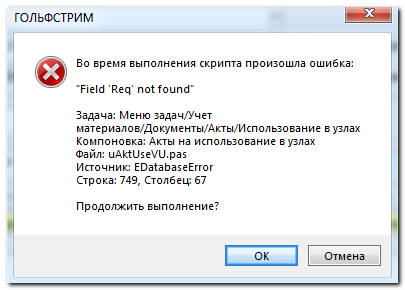 ГОЛЬФСТРИМ
Во время выполнения скрипта произошла ошибка:
"Field 'Req' not found"
Задача: Меню задач/Учет
материалов/Документы/Акты/Использование в узлах
Компоновка: Акты на использование в узлах
Файл: uAktUseVU.pas
Источник: EDatabaseError
Строка: 749, Столбец: 67
Продолжить выполнение?
ОК
Отмена